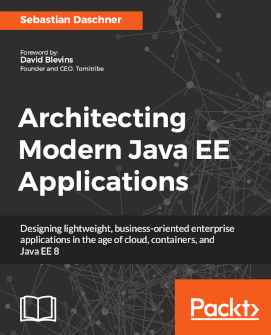 Sebastian Daschner
Foreword by:
David Blevins
Founder and CEO, Tomitribe
Architecting
Modern Java EE
Applications
Designing lightweight, business-oriented enterprise
applications in the age of cloud, containers, and
Java EE 8
Packt>